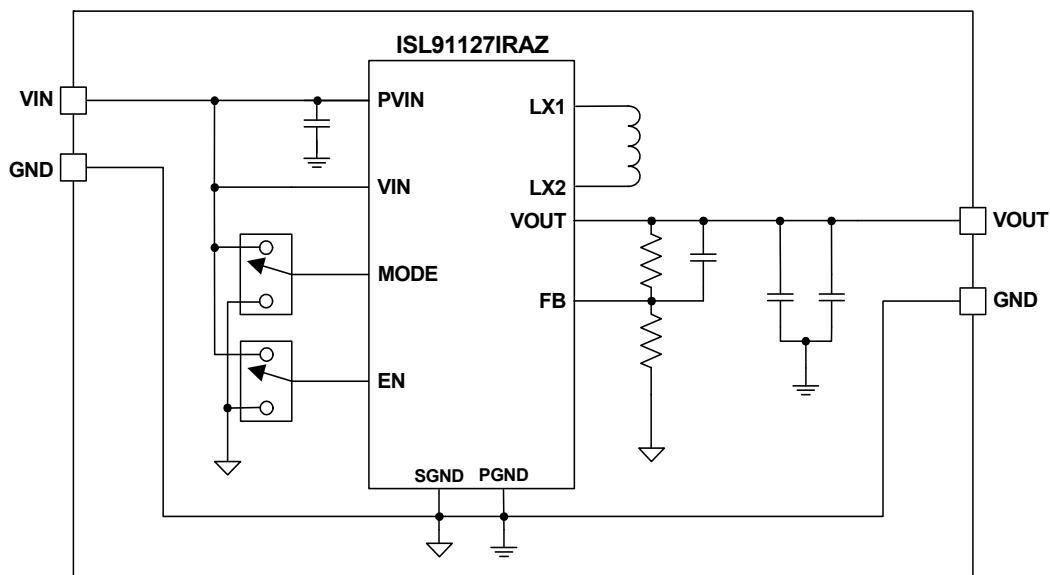 ISL91127IRAZ
VIN
PVIN
LX1
GND
VIN
LX2
VOUT
VOUT
MODE
FB
GND
EN
SGND
PGND